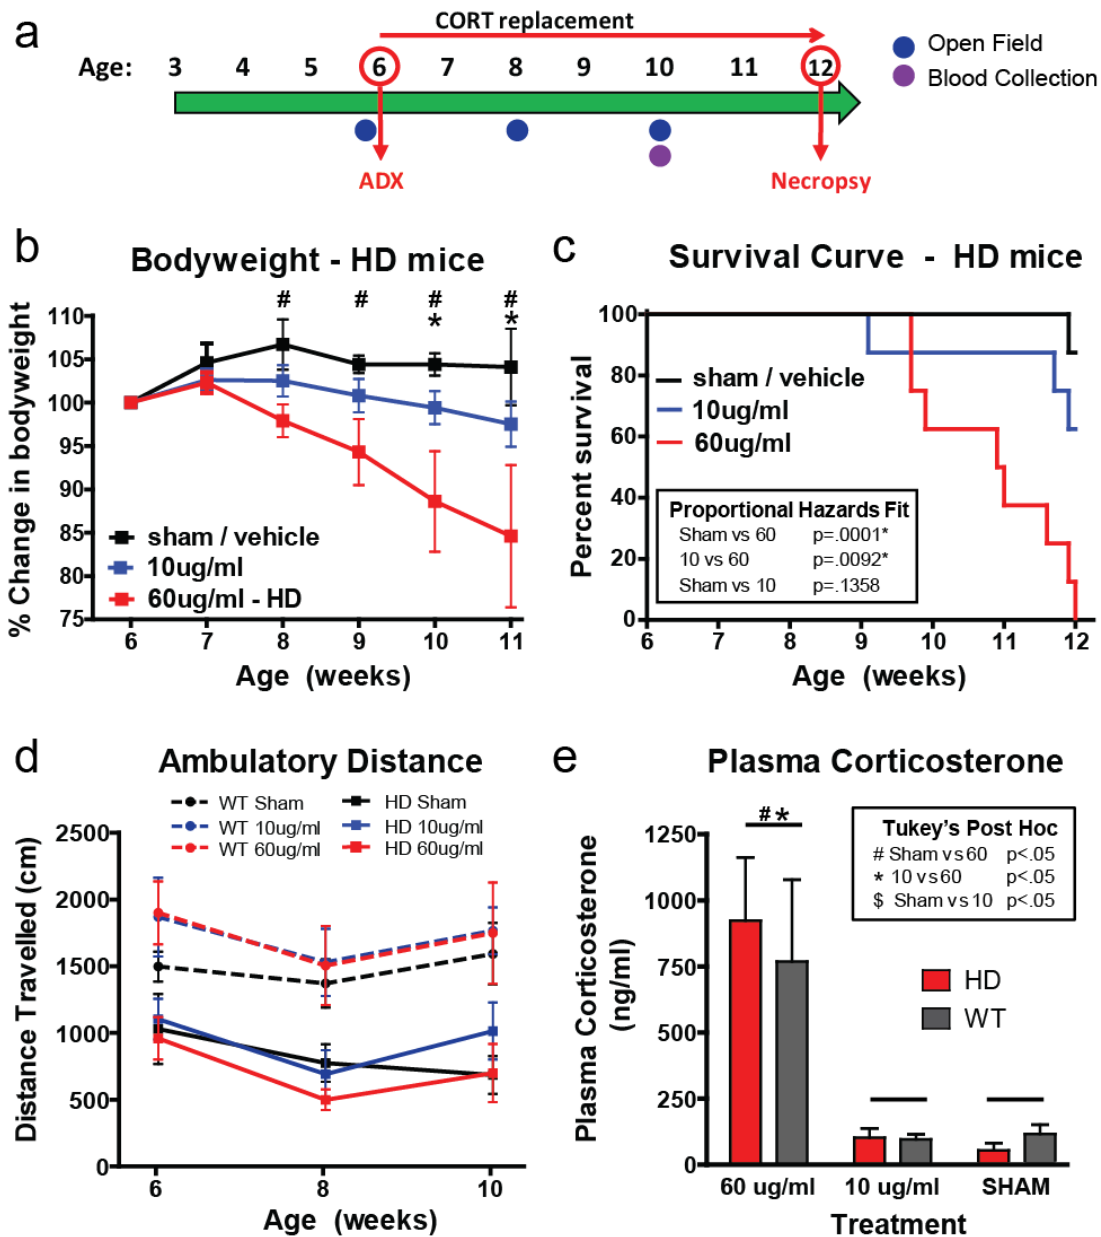 a
CORT replacement
Age: 3 4 5 6 7 8 9 10 11 12
Open Field
Blood Collection
ADX
Necropsy
b
Bodyweight - HD mice
# # # #
* *
% Change in bodyweight
110
105
100
95
90
85
80
75
sham / vehicle
10ug/ml
60ug/ml - HD
6 7 8 9 10 11
Age (weeks)
c
Survival Curve - HD mice
Percent survival
100
80
60
40
20
0
sham / vehicle
10ug/ml
60ug/ml
Proportional Hazards Fit
Sham vs 60 p=.0001*
10 vs 60 p=.0092*
Sham vs 10 p=.1358
6 7 8 9 10 11 12
Age (weeks)
d
Ambulatory Distance
WT Sham HD Sham
WT 10ug/ml HD 10ug/ml
WT 60ug/ml HD 60ug/ml
Distance Travelled (cm)
2500
2000
1500
1000
500
0
6 8 10
Age (weeks)
e
Plasma Corticosterone
#*
Tukey's Post Hoc
# Sham vs 60 p<.05
* 10 vs 60 p<.05
$ Sham vs 10 p<.05
Plasma Corticosterone
(ng/ml)
1250
1000
750
500
250
0
HD
WT
60 ug/ml 10 ug/ml SHAM
Treatment